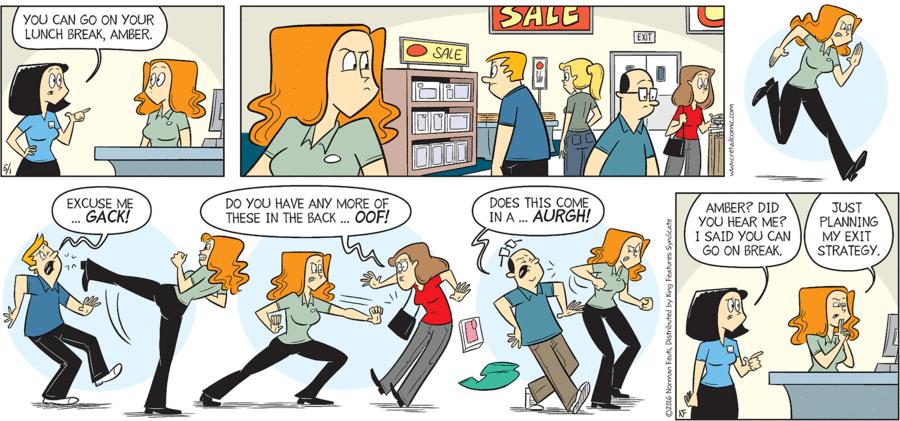 YOU CAN GO ON YOUR
LUNCH BREAK, AMBER.
5/1
SALE
SALE
EXIT
www.retailcomic.com
EXCUSE ME
... GACK!
DO YOU HAVE ANY MORE OF
THESE IN THE BACK ... OOF!
DOES THIS COME
IN A ... AURGH!
©2016 Norman Feuti, Distributed by King Features Syndicate
AMBER? DID
YOU HEAR ME?
I SAID YOU CAN
GO ON BREAK.
JUST
PLANNING
MY EXIT
STRATEGY.
KF